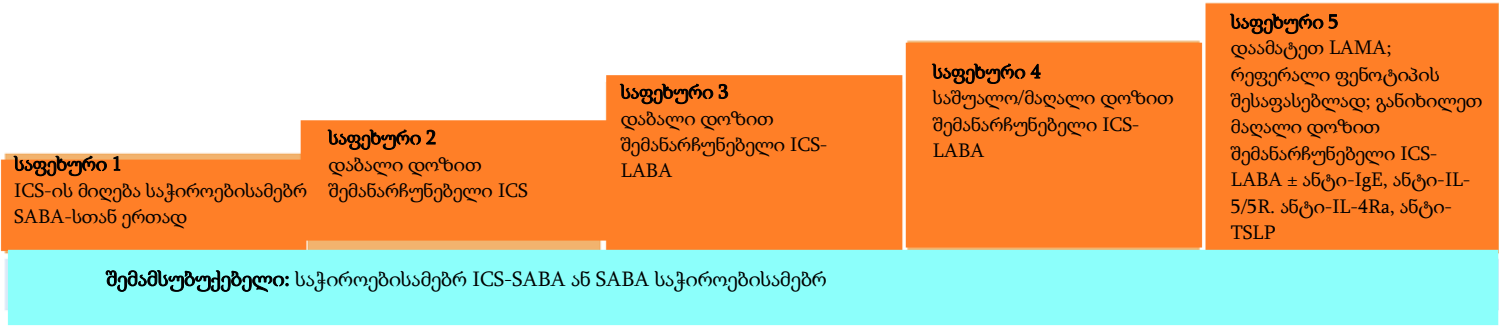 საფეხური 1
ICS-ის მიღება საჭიროებისამებრ
SABA-სთან ერთად
საფეხური 2
დაბალი დოზით
შემანარჩუნებელი ICS
საფეხური 3
დაბალი დოზით
შემანარჩუნებელი ICS-
LABA
საფეხური 4
საშუალო/მაღალი დოზით
შემანარჩუნებელი ICS-
LABA
საფეხური 5
დაამატეთ LAMA;
რეფერალი ფენოტიპის
შესაფასებლად; განიხილეთ
მაღალი დოზით
შემანარჩუნებელი ICS-
LABA ± ანტი-IgE, ანტი-IL-
5/5R. ანტი-IL-4Ra, ანტი-
TSLP
შემამსუბუქებელი: საჭიროებისამებრ ICS-SABA ან SABA საჭიროებისამებრ